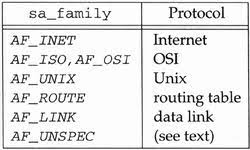 sa_family Protocol
AF_INET Internet
AF_ISO,AF_OSI OSI
AF_UNIX Unix
AF_ROUTE routing table
AF_LINK data link
AF_UNSPEC (see text)